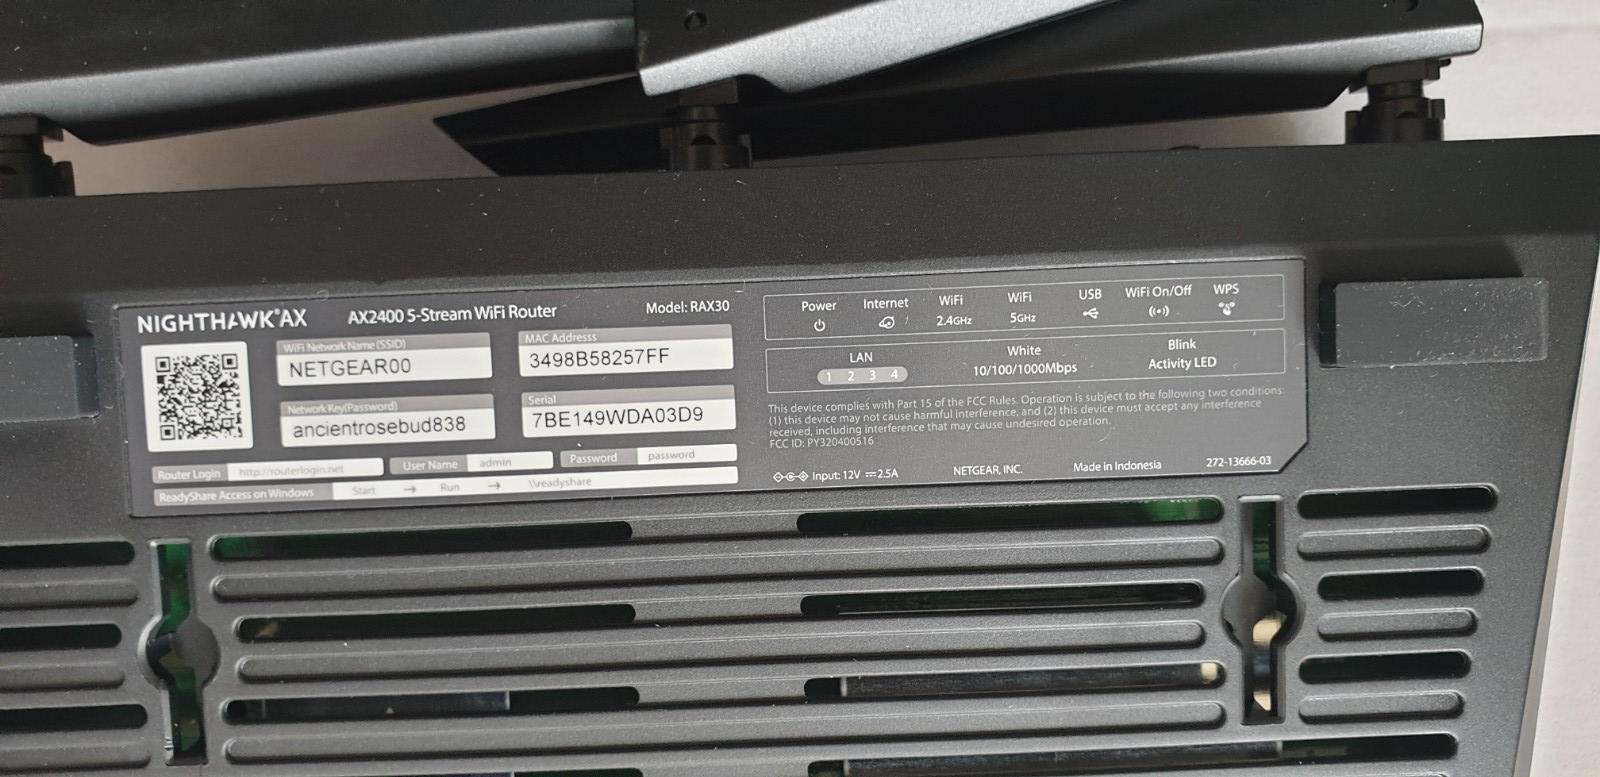 NIGHTHAWK®AX AX2400 5-Stream WiFi Router Model: RAX30
WiFi Network Name (SSID)
NETGEAR00
MAC Addresss
3498B58257FF
Network Key(Password)
ancientrosebud838
Serial
7BE149WDA03D9
Router Login http://routerlogin.net User Name admin Password password
ReadyShare Access on Windows Start → Run → \\readyshare
Power Internet WiFi WiFi USB WiFi On/Off WPS
2.4GHz 5GHz
LAN White Blink
1 2 3 4 10/100/1000Mbps Activity LED
This device complies with Part 15 of the FCC Rules. Operation is subject to the following two conditions:
(1) this device may not cause harmful interference, and (2) this device must accept any interference
received, including interference that may cause undesired operation.
FCC ID: PY320400516
Input: 12V ⎓2.5A NETGEAR, INC. Made in Indonesia 272-13666-03